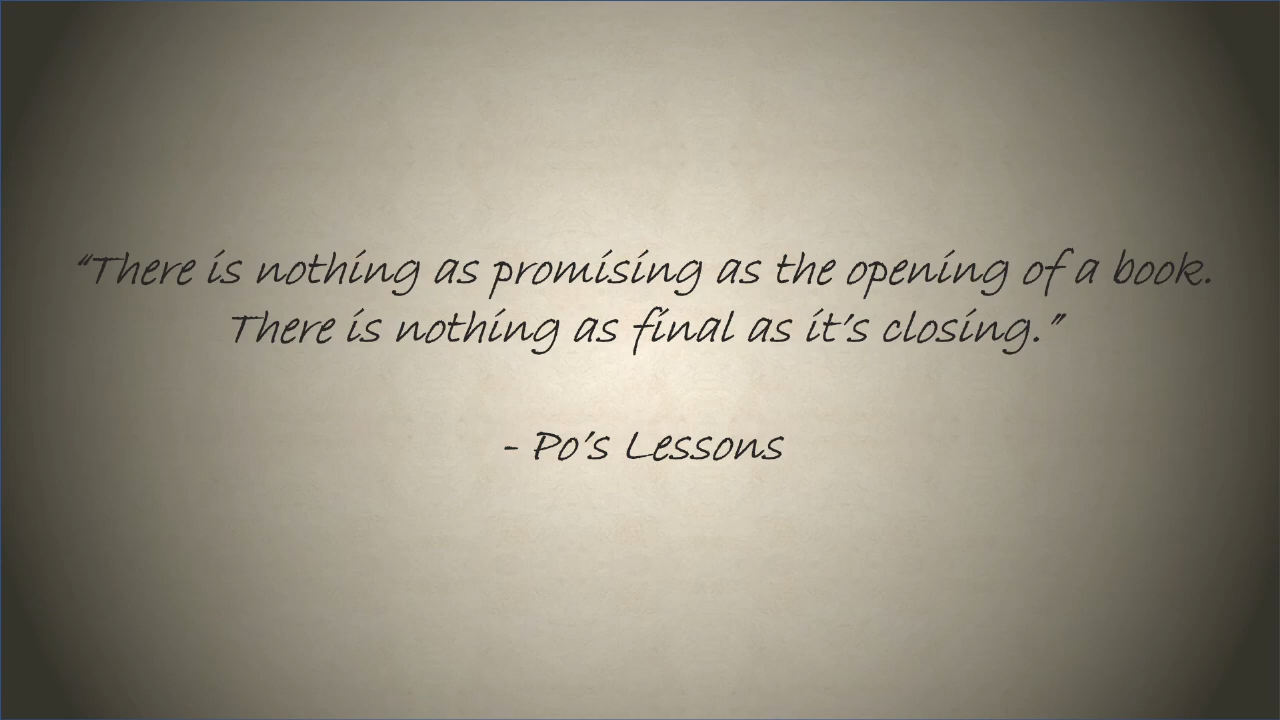 “There is nothing as promising as the opening of a book.
There is nothing as final as it’s closing.”
- Po’s Lessons